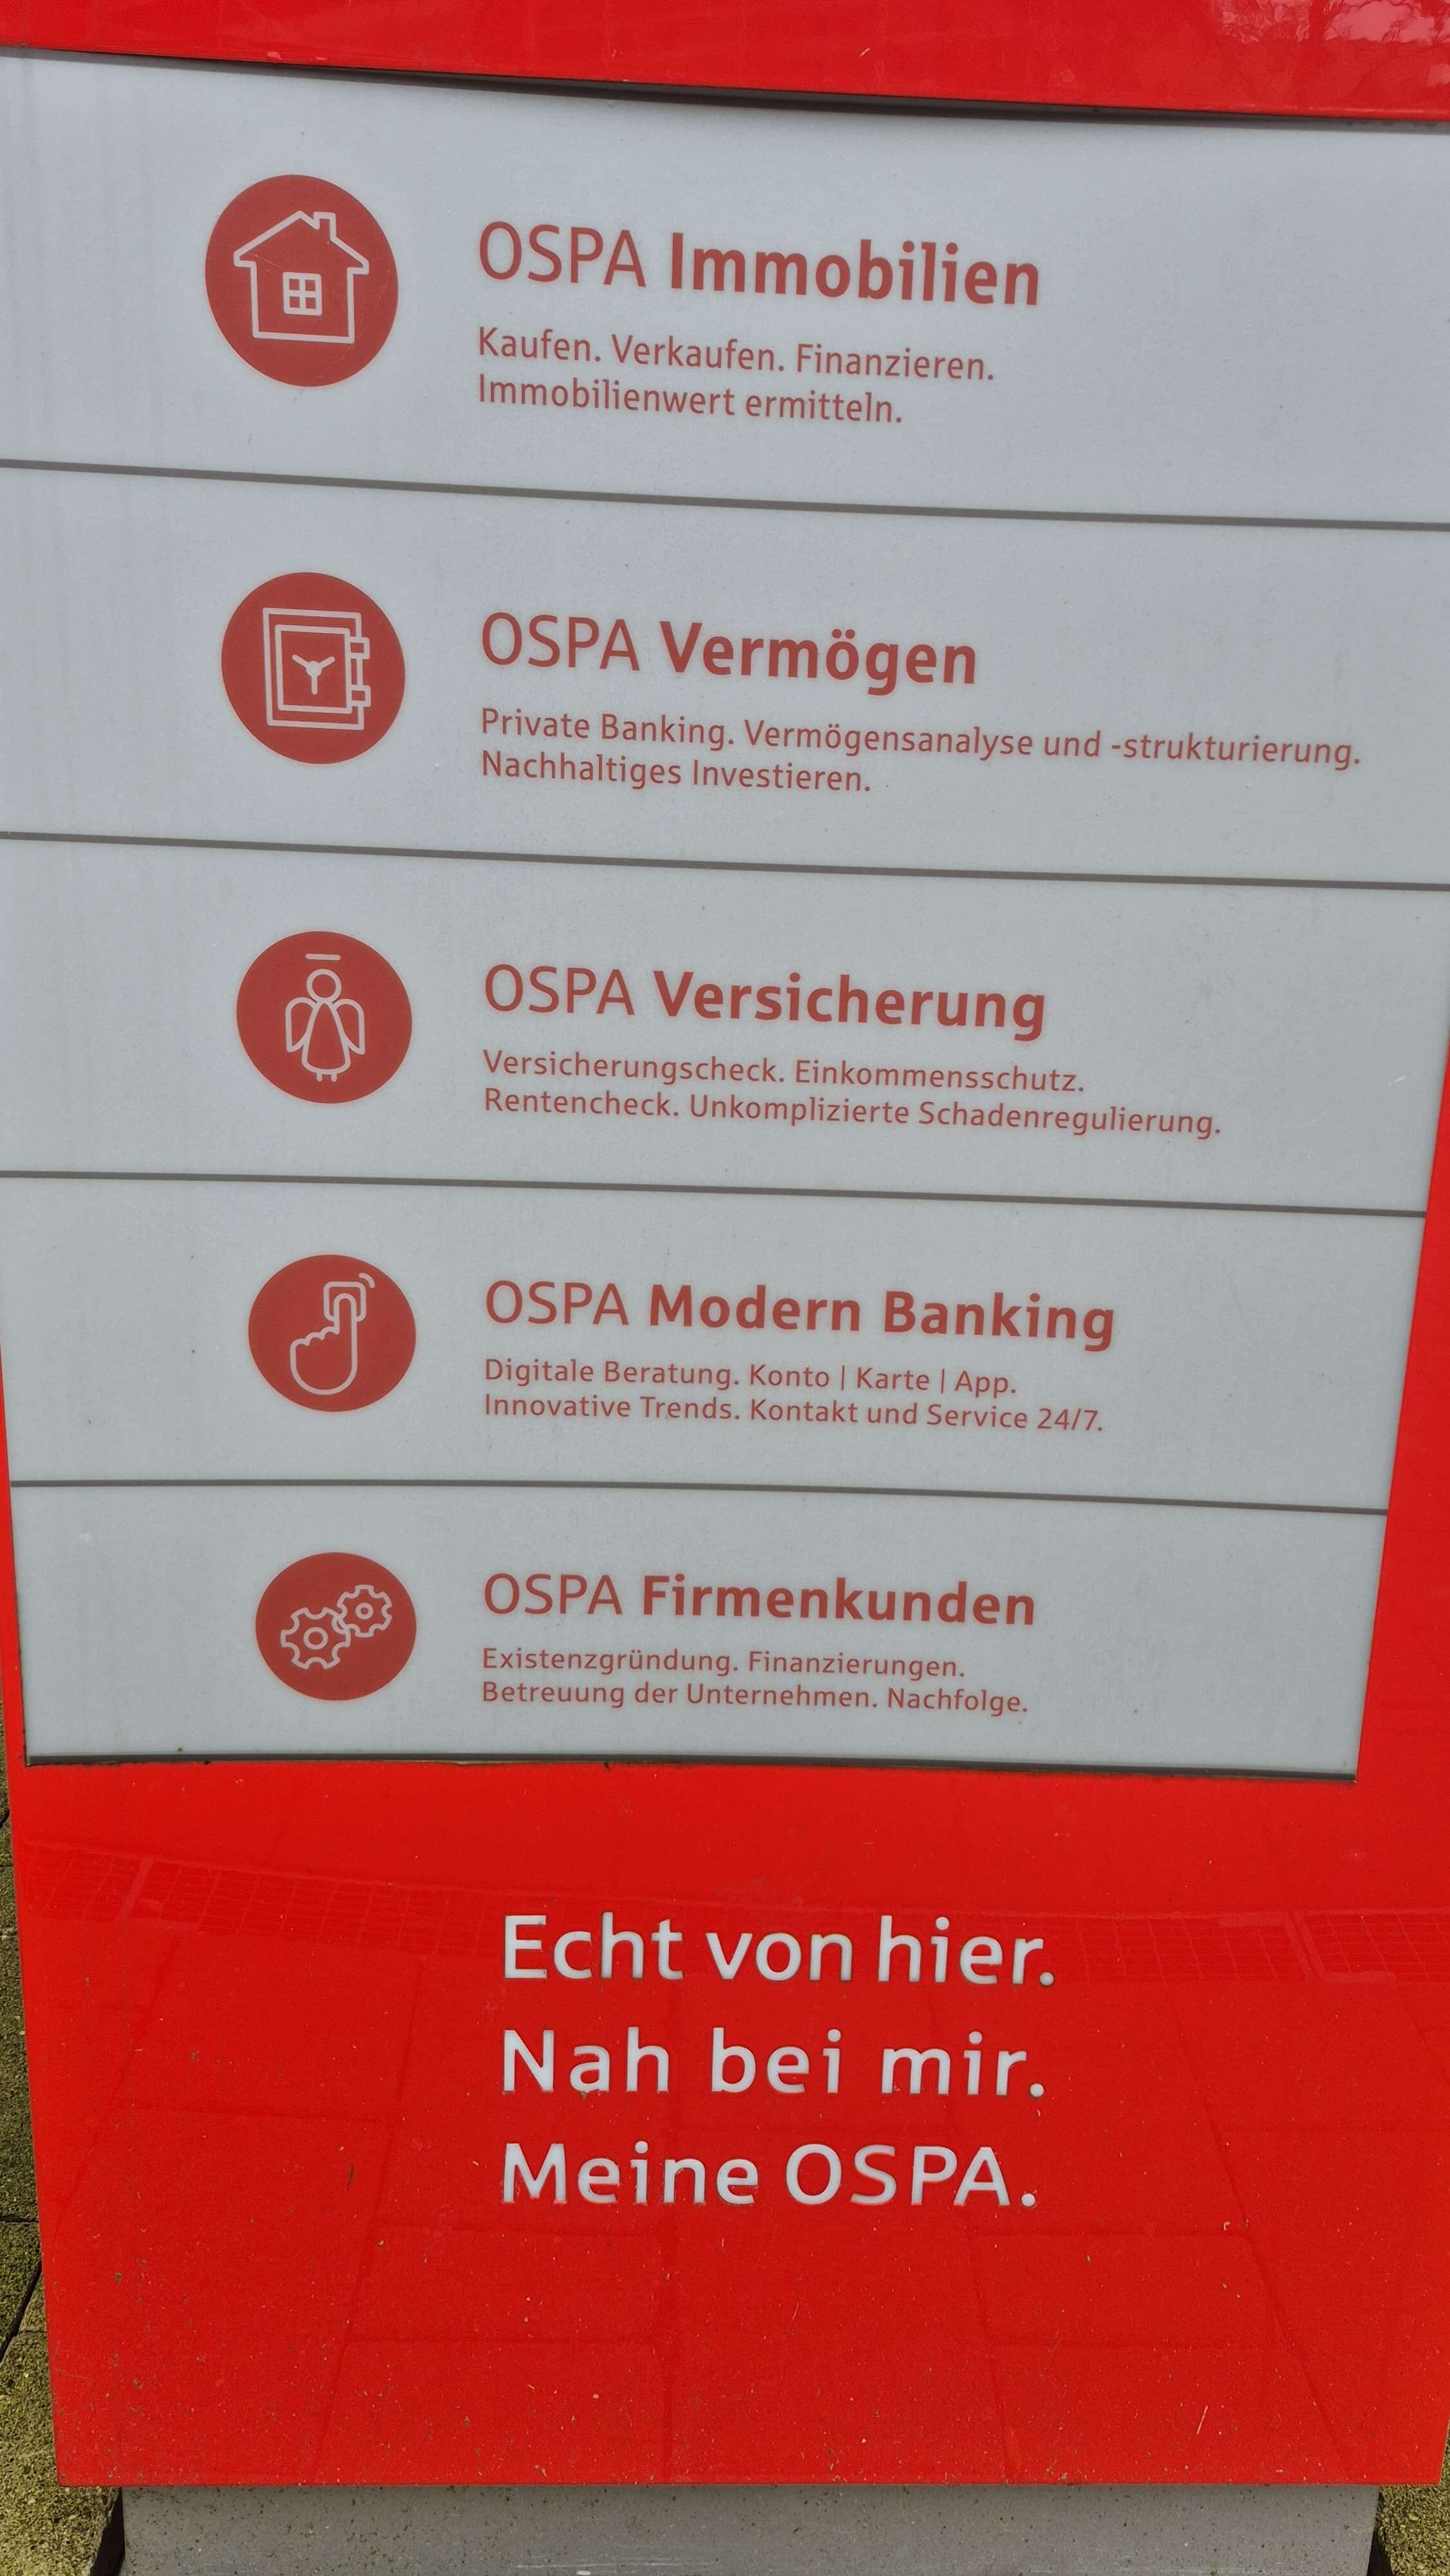 OSPA Immobilien
Kaufen. Verkaufen. Finanzieren.
Immobilienwert ermitteln.
OSPA Vermögen
Private Banking. Vermögensanalyse und -strukturierung.
Nachhaltiges Investieren.
OSPA Versicherung
Versicherungscheck. Einkommensschutz.
Rentencheck. Unkomplizierte Schadenregulierung.
OSPA Modern Banking
Digitale Beratung. Konto | Karte | App.
Innovative Trends. Kontakt und Service 24/7.
OSPA Firmenkunden
Existenzgründung. Finanzierungen.
Betreuung der Unternehmen. Nachfolge.
Echt von hier.
Nah bei mir.
Meine OSPA.